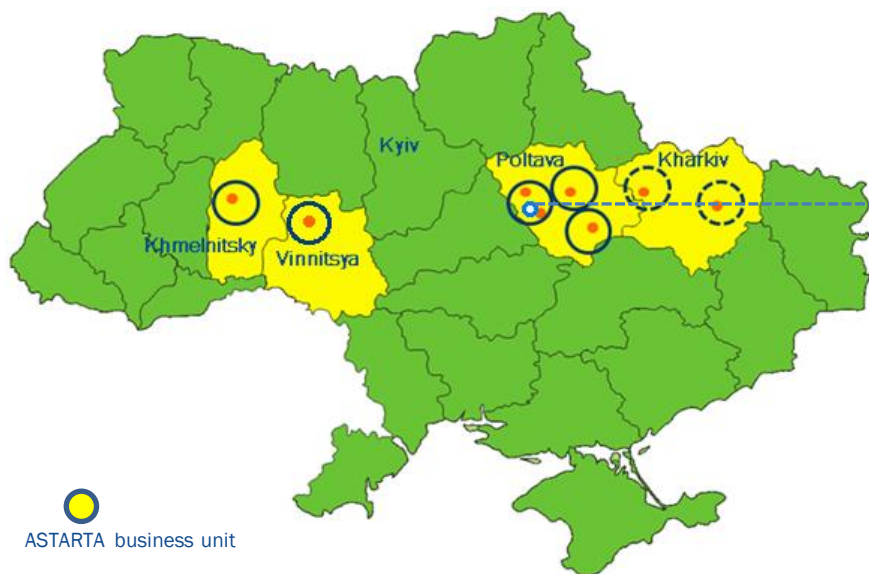 Kyiv
Poltava
Kharkiv
Khmelnitsky
Vinnitsya
ASTARTA business unit